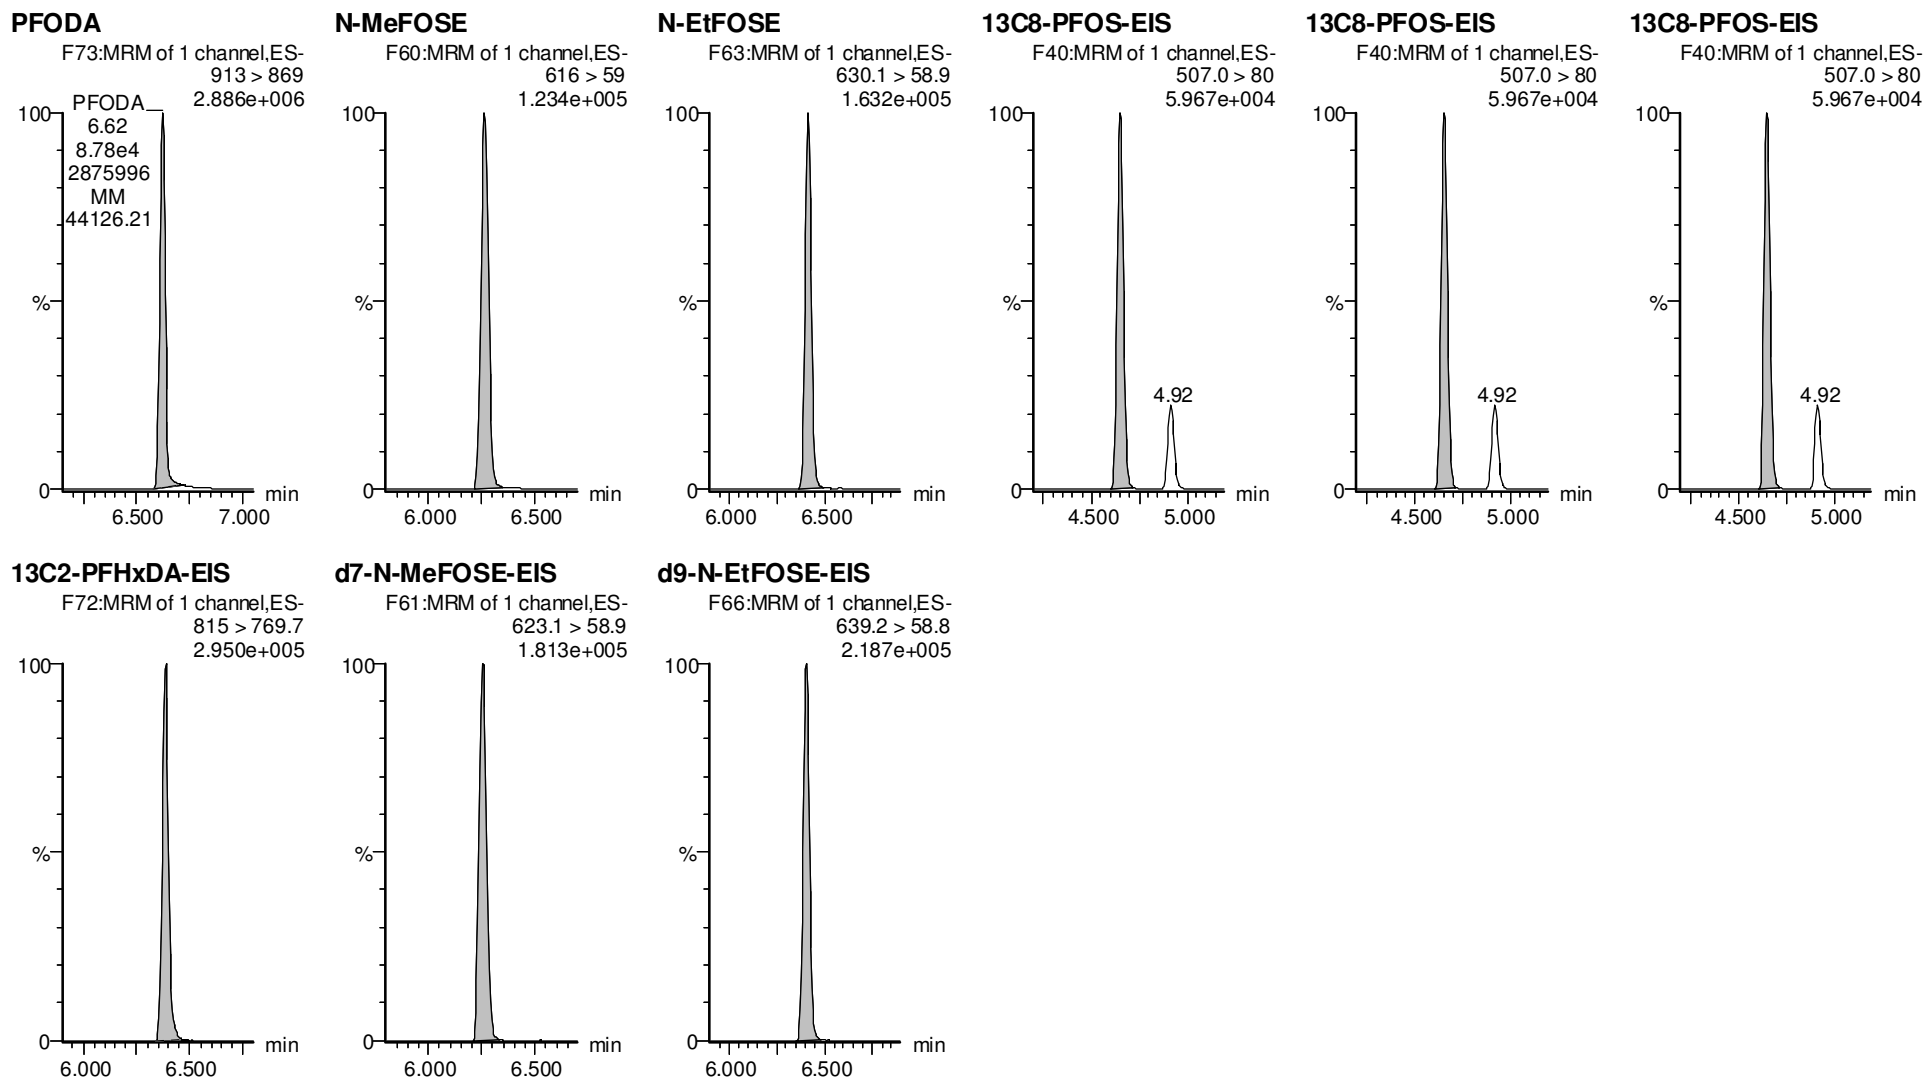 PFODA
F73:MRM of 1 channel,ES-
913 > 869
2.886e+006
PFODA
6.62
8.78e4
2875996
MM
44126.21
100
%
0
min
6.500 7.000
N-MeFOSE
F60:MRM of 1 channel,ES-
616 > 59
1.234e+005
100
%
0
min
6.000 6.500
N-EtFOSE
F63:MRM of 1 channel,ES-
630.1 > 58.9
1.632e+005
100
%
0
min
6.000 6.500
13C8-PFOS-EIS
F40:MRM of 1 channel,ES-
507.0 > 80
5.967e+004
100
%
4.92
0
min
4.500 5.000
13C8-PFOS-EIS
F40:MRM of 1 channel,ES-
507.0 > 80
5.967e+004
100
%
4.92
0
min
4.500 5.000
13C8-PFOS-EIS
F40:MRM of 1 channel,ES-
507.0 > 80
5.967e+004
100
%
4.92
0
min
4.500 5.000
13C2-PFHxDA-EIS
F72:MRM of 1 channel,ES-
815 > 769.7
2.950e+005
100
%
0
min
6.000 6.500
d7-N-MeFOSE-EIS
F61:MRM of 1 channel,ES-
623.1 > 58.9
1.813e+005
100
%
0
min
6.000 6.500
d9-N-EtFOSE-EIS
F66:MRM of 1 channel,ES-
639.2 > 58.8
2.187e+005
100
%
0
min
6.000 6.500